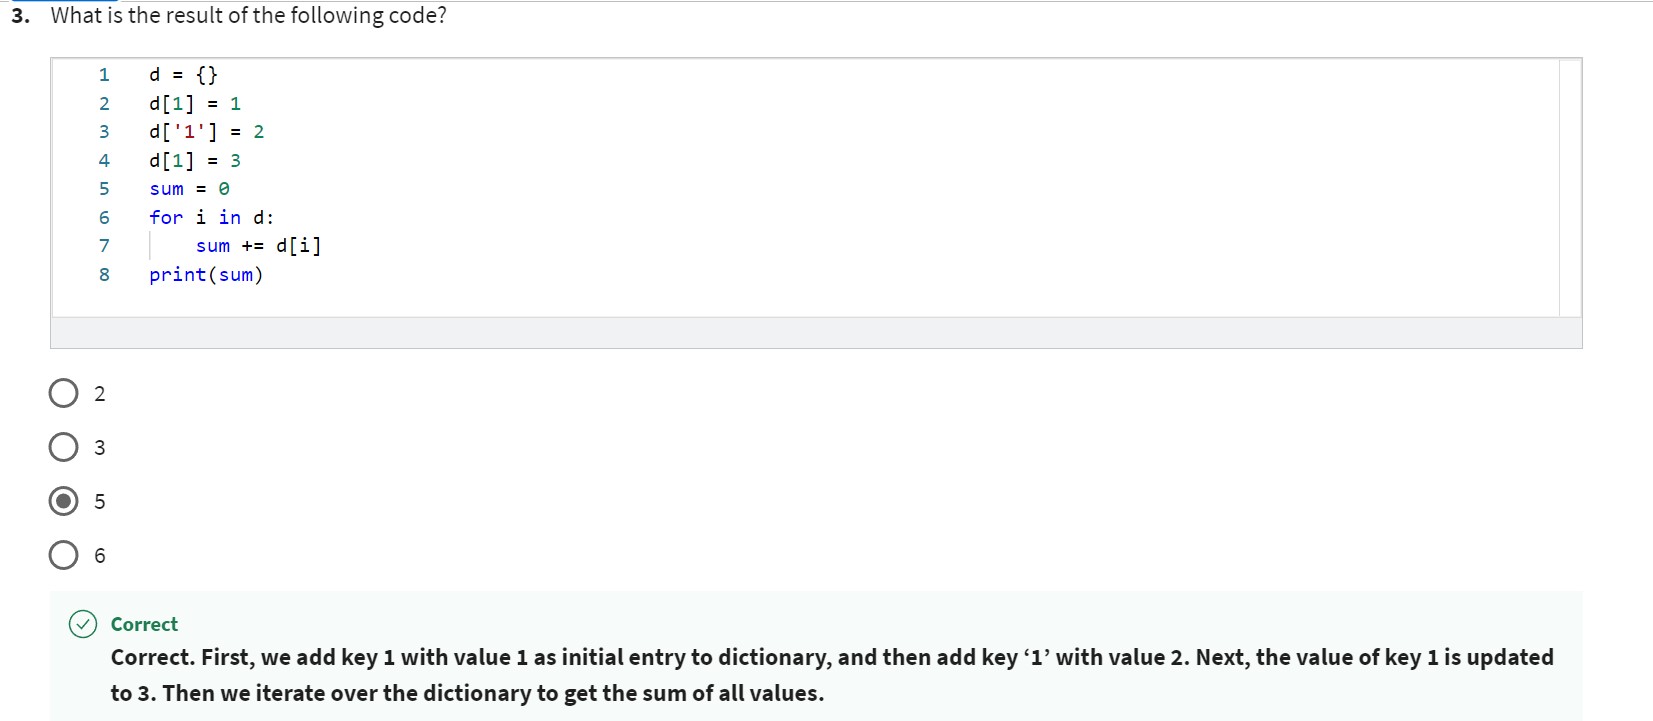 3. What is the result of the following code?
1 d = {}
2 d[1] = 1
3 d['1'] = 2
4 d[1] = 3
5 sum = 0
6 for i in d:
7     sum += d[i]
8 print(sum)
2
3
5
6
Correct
Correct. First, we add key 1 with value 1 as initial entry to dictionary, and then add key ‘1’ with value 2. Next, the value of key 1 is updated
to 3. Then we iterate over the dictionary to get the sum of all values.